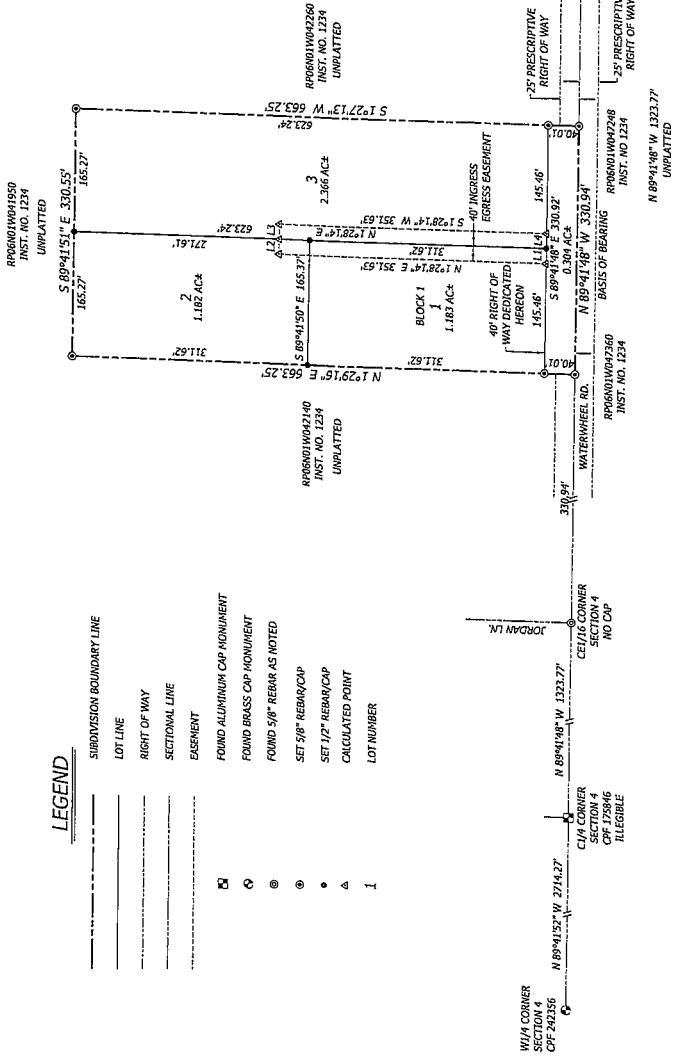 RP06N01W041950
INST. NO. 1234
UNPLATTED
S 89°41'51" E 330.55'
165.27'
165.27'
RP06N01W042260
INST. NO. 1234
UNPLATTED
S 1°27'13" W 663.25'
623.24'
2
1.182 AC±
311.62'
271.61'
623.24'
3
2.366 AC±
L2
L3
N 1°28'14" E
S 89°41'50" E 165.37'
N 1°29'16" E 663.25'
RP06N01W042140
INST. NO. 1234
UNPLATTED
BLOCK 1
1
1.183 AC±
311.62'
N 1°28'14" E 351.63'
311.62'
S 1°28'14" W 351.63'
40' INGRESS
EGRESS EASEMENT
40' RIGHT OF
WAY DEDICATED
HEREON
145.46'
L1
L4
145.46'
S 89°41'48" E 330.92'
0.304 AC±
40.01'
40.01'
N 89°41'48" W 330.94'
BASIS OF BEARING
25' PRESCRIPTIVE
RIGHT OF WAY
25' PRESCRIPTIVE
RIGHT OF WAY
RP06N01W047248
INST. NO 1234
N 89°41'48" W 1323.77'
UNPLATTED
WATERWHEEL RD.
RP06N01W047360
INST. NO. 1234
330.94'
JORDAN LN.
CE1/16 CORNER
SECTION 4
NO CAP
N 89°41'48" W 1323.77'
C1/4 CORNER
SECTION 4
CPF 175846
ILLEGIBLE
N 89°41'52" W 2714.27'
W1/4 CORNER
SECTION 4
CPF 242356
LEGEND
SUBDIVISION BOUNDARY LINE
LOT LINE
RIGHT OF WAY
SECTIONAL LINE
EASEMENT
FOUND ALUMINUM CAP MONUMENT
FOUND BRASS CAP MONUMENT
FOUND 5/8" REBAR AS NOTED
SET 5/8" REBAR/CAP
SET 1/2" REBAR/CAP
CALCULATED POINT
1 LOT NUMBER